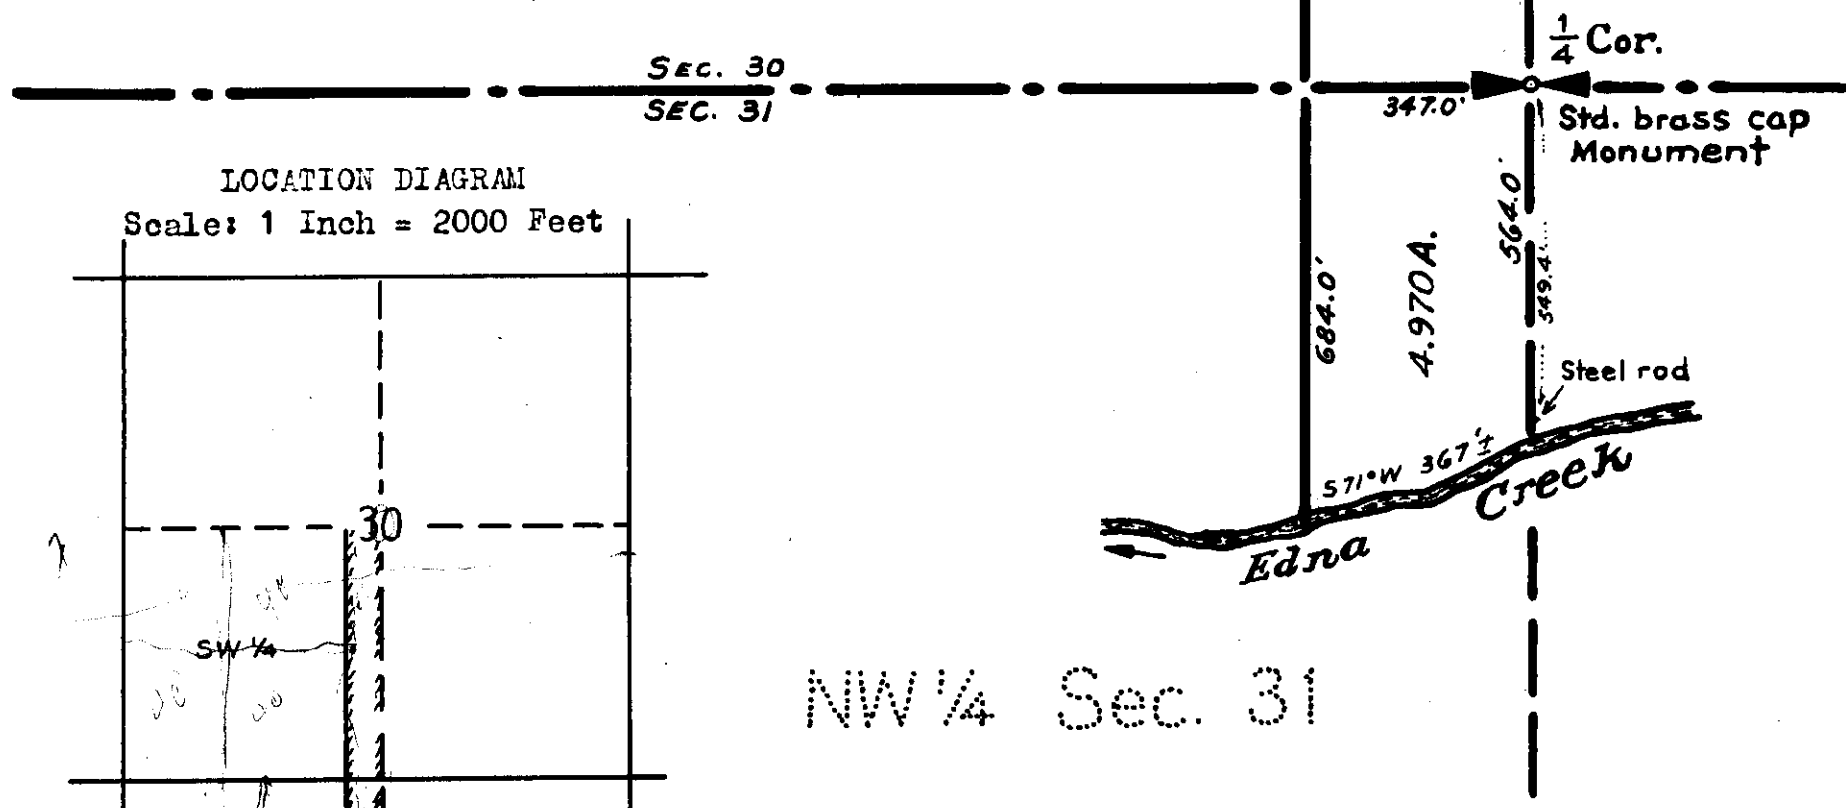 1/4 Cor.
SEC. 30
SEC. 31
347.0'
Std. brass cap
Monument
LOCATION DIAGRAM
Scale: 1 Inch = 2000 Feet
564.0'
549.4'
684.0'
4.970A.
Steel rod
S71°W 367'±
Creek
Edna
30
SW 1/4
NW 1/4 Sec. 31